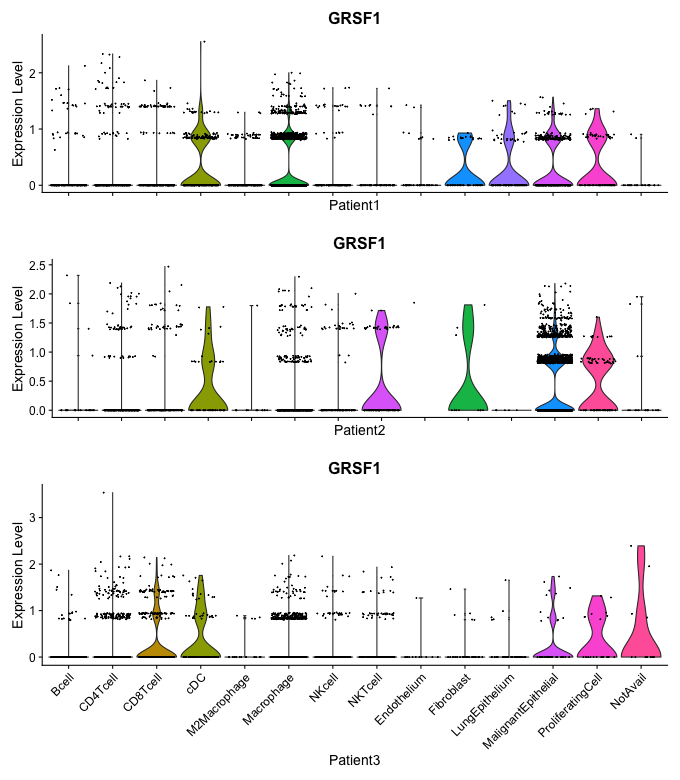 GRSF1
Expression Level
2
1
0
Patient1
GRSF1
Expression Level
2.5
2.0
1.5
1.0
0.5
0.0
Patient2
GRSF1
Expression Level
3
2
1
0
Bcell
CD4Tcell
CD8Tcell
cDC
M2Macrophage
Macrophage
NKcell
NKTcell
Endothelium
Fibroblast
LungEpithelium
MalignantEpithelial
ProliferatingCell
NotAvail
Patient3